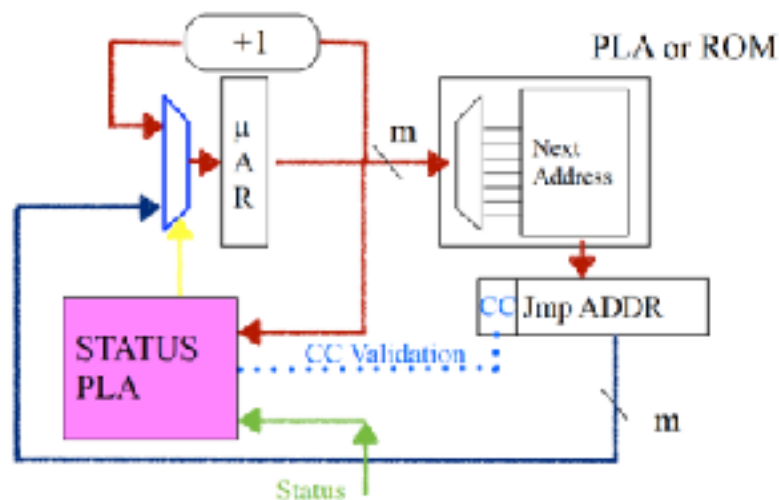 +1
PLA or ROM
μ
A
R
m
Next
Address
CC
Jmp ADDR
STATUS
PLA
CC Validation
m
Status